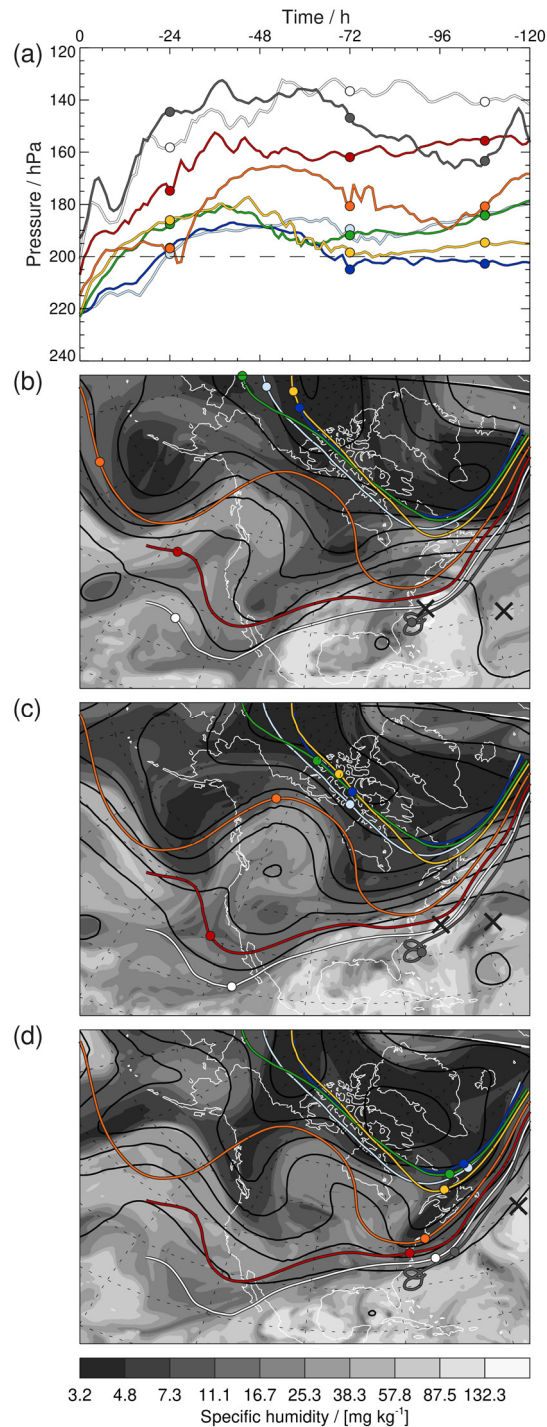 Time / h
(a)
0 -24 -48 -72 -96 -120
120
140
160
180
200
220
240
Pressure / hPa
(b)
(c)
(d)
3.2 4.8 7.3 11.1 16.7 25.3 38.3 57.8 87.5 132.3
Specific humidity / [mg kg⁻¹]